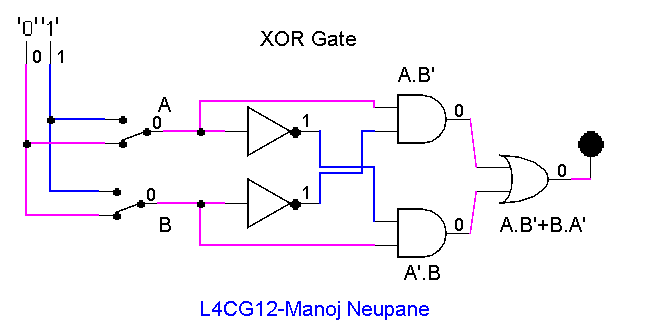 '0' '1'
XOR Gate
0 1
A.B'
A
0
1
0
0
0
1
B
0
A.B'+B.A'
A'.B
L4CG12-Manoj Neupane